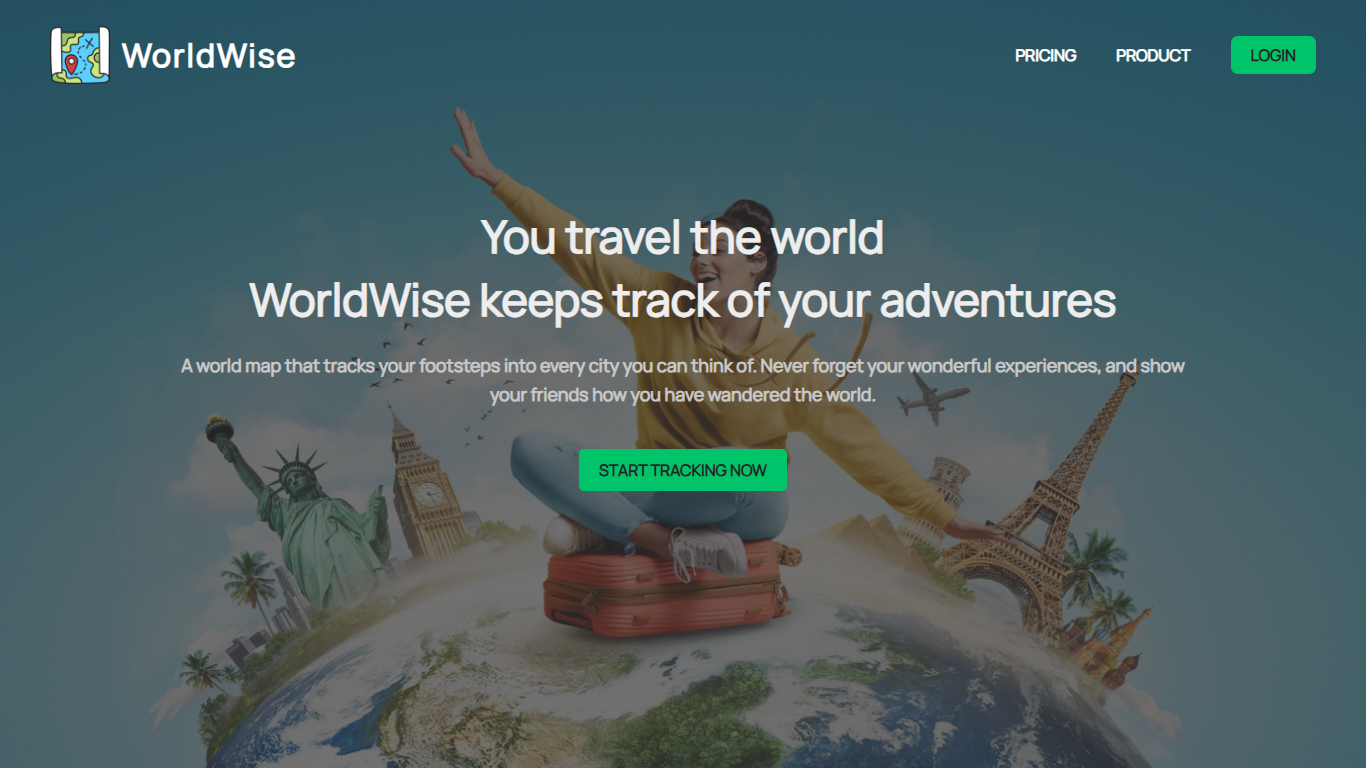 WorldWise
PRICING
PRODUCT
LOGIN
You travel the world
WorldWise keeps track of your adventures
A world map that tracks your footsteps into every city you can think of. Never forget your wonderful experiences, and show
your friends how you have wandered the world.
START TRACKING NOW